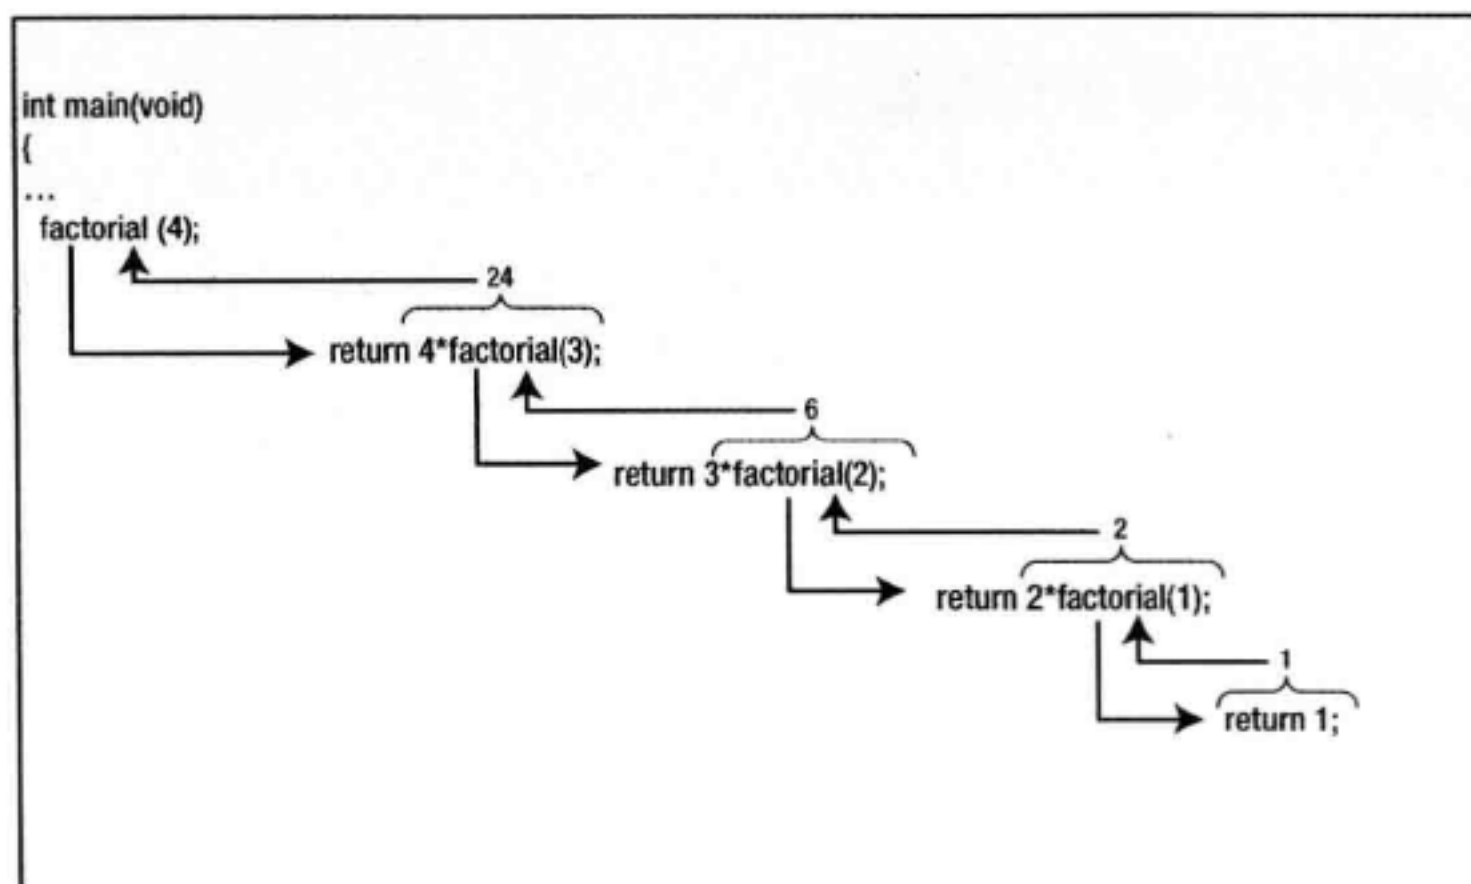 int main(void)
{
...
factorial (4);
24
return 4*factorial(3);
6
return 3*factorial(2);
2
return 2*factorial(1);
1
return 1;